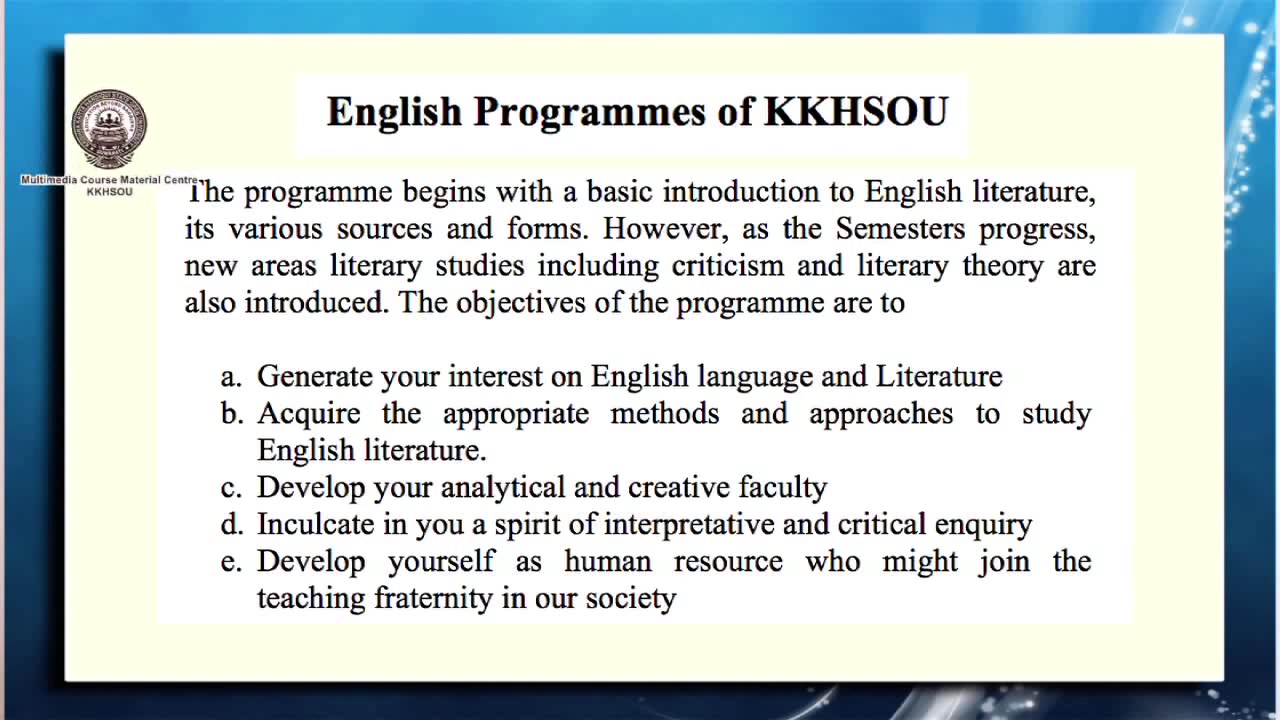 English Programmes of KKHSOU
Multimedia Course Material Centre
KKHSOU
The programme begins with a basic introduction to English literature,
its various sources and forms. However, as the Semesters progress,
new areas literary studies including criticism and literary theory are
also introduced. The objectives of the programme are to
a. Generate your interest on English language and Literature
b. Acquire the appropriate methods and approaches to study
English literature.
c. Develop your analytical and creative faculty
d. Inculcate in you a spirit of interpretative and critical enquiry
e. Develop yourself as human resource who might join the
teaching fraternity in our society